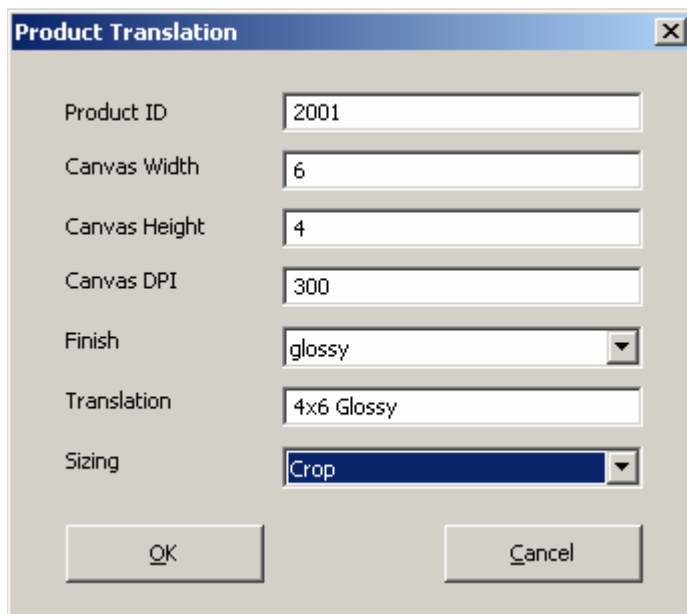 Product Translation
Product ID 2001
Canvas Width 6
Canvas Height 4
Canvas DPI 300
Finish glossy
Translation 4x6 Glossy
Sizing Crop
OK Cancel